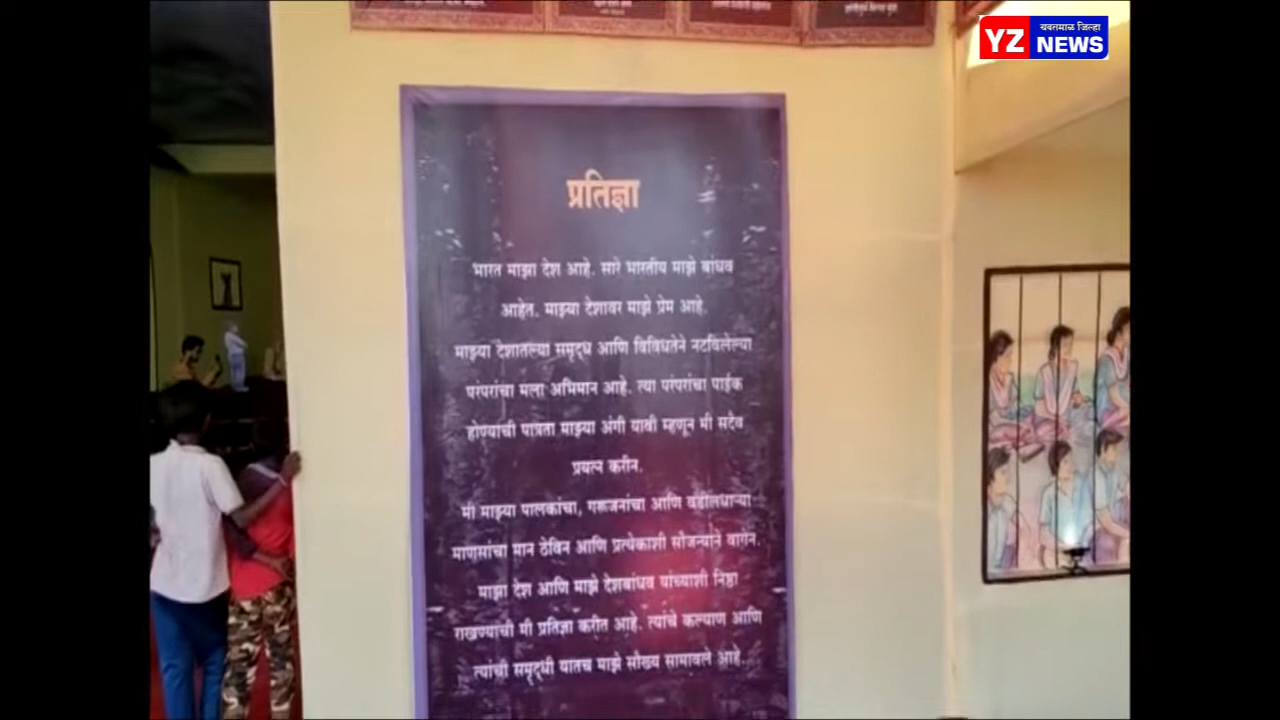 यवतमाळ जिल्हा
YZ NEWS
प्रतिज्ञा
भारत माझा देश आहे. सारे भारतीय माझे बांधव
आहेत. माझ्या देशावर माझे प्रेम आहे.
माझ्या देशातल्या समृद्ध आणि विविधतेने नटविलेल्या
परंपरांचा मला अभिमान आहे. त्या परंपरांचा पाईक
होण्याची पात्रता माझ्या अंगी यावी म्हणून मी सदैव
प्रयत्न करीन.
मी माझ्या पालकांचा, गरूजनांचा आणि वडीलधाऱ्या
माणसांचा मान ठेविन आणि प्रत्येकाशी सौजन्याने वागेन.
माझा देश आणि माझे देशबांधव यांच्याशी निष्ठा
राखण्याची मी प्रतिज्ञा करीत आहे. त्यांचे कल्याण आणि
त्यांची समृद्धी यातच माझे सौख्य सामावले आहे.